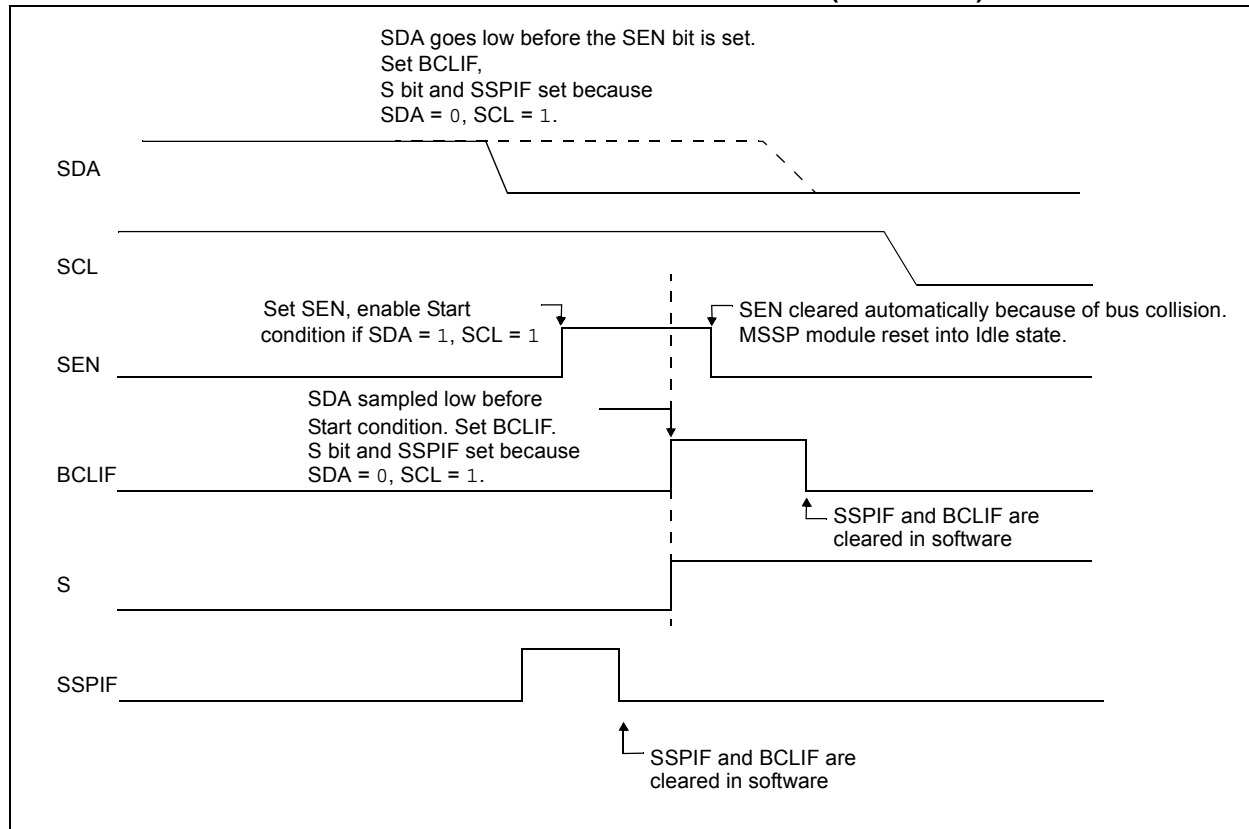 SDA goes low before the SEN bit is set.
Set BCLIF,
S bit and SSPIF set because
SDA = 0, SCL = 1.
SDA
SCL
Set SEN, enable Start
condition if SDA = 1, SCL = 1
SEN cleared automatically because of bus collision.
MSSP module reset into Idle state.
SEN
SDA sampled low before
Start condition. Set BCLIF.
S bit and SSPIF set because
SDA = 0, SCL = 1.
BCLIF
SSPIF and BCLIF are
cleared in software
S
SSPIF
SSPIF and BCLIF are
cleared in software